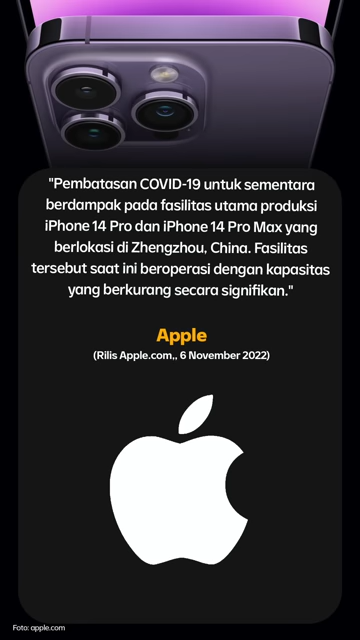 "Pembatasan COVID-19 untuk sementara
berdampak pada fasilitas utama produksi
iPhone 14 Pro dan iPhone 14 Pro Max yang
berlokasi di Zhengzhou, China. Fasilitas
tersebut saat ini beroperasi dengan kapasitas
yang berkurang secara signifikan."
Apple
(Rilis Apple.com,, 6 November 2022)
Foto: apple.com